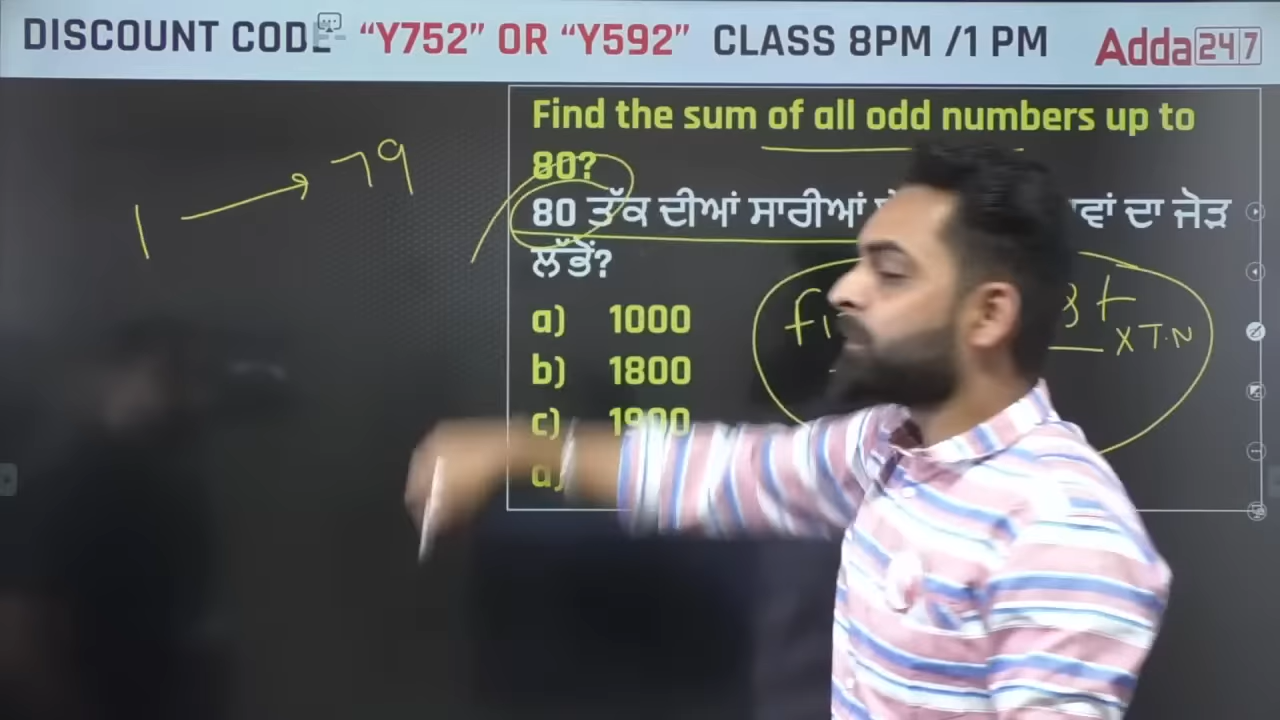 DISCOUNT CODE "Y752" OR "Y592" CLASS 8PM /1 PM
Adda247
Find the sum of all odd numbers up to
80?
80 ਤੱਕ ਦੀਆਂ ਸਾਰੀਆਂ ਦਾ ਜੋੜ
ਲੱਭੋਂ?
a) 1000
b) 1800
c) 1900
1 → 79
x T.N